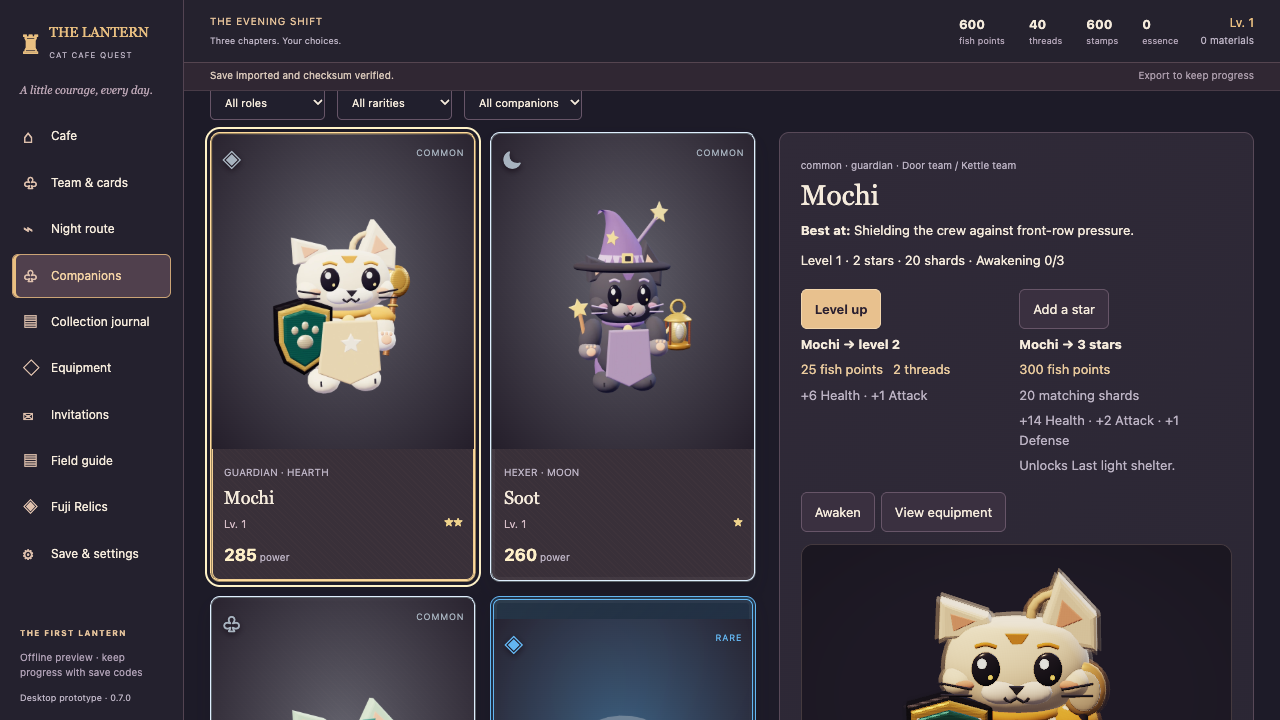 THE LANTERN
CAT CAFE QUEST
A little courage, every day.
Cafe
Team & cards
Night route
Companions
Collection journal
Equipment
Invitations
Field guide
Fuji Relics
Save & settings
THE FIRST LANTERN
Offline preview · keep
progress with save codes
Desktop prototype · 0.7.0
THE EVENING SHIFT
Three chapters. Your choices.
600
fish points
40
threads
600
stamps
0
essence
Lv. 1
0 materials
Save imported and checksum verified.
Export to keep progress
All roles
All rarities
All companions
COMMON
GUARDIAN · HEARTH
Mochi
Lv. 1
285 power
COMMON
HEXER · MOON
Soot
Lv. 1
260 power
COMMON
RARE
common · guardian · Door team / Kettle team
Mochi
Best at: Shielding the crew against front-row pressure.
Level 1 · 2 stars · 20 shards · Awakening 0/3
Level up
Mochi → level 2
25 fish points 2 threads
+6 Health · +1 Attack
Add a star
Mochi → 3 stars
300 fish points
20 matching shards
+14 Health · +2 Attack · +1
Defense
Unlocks Last light shelter.
Awaken
View equipment